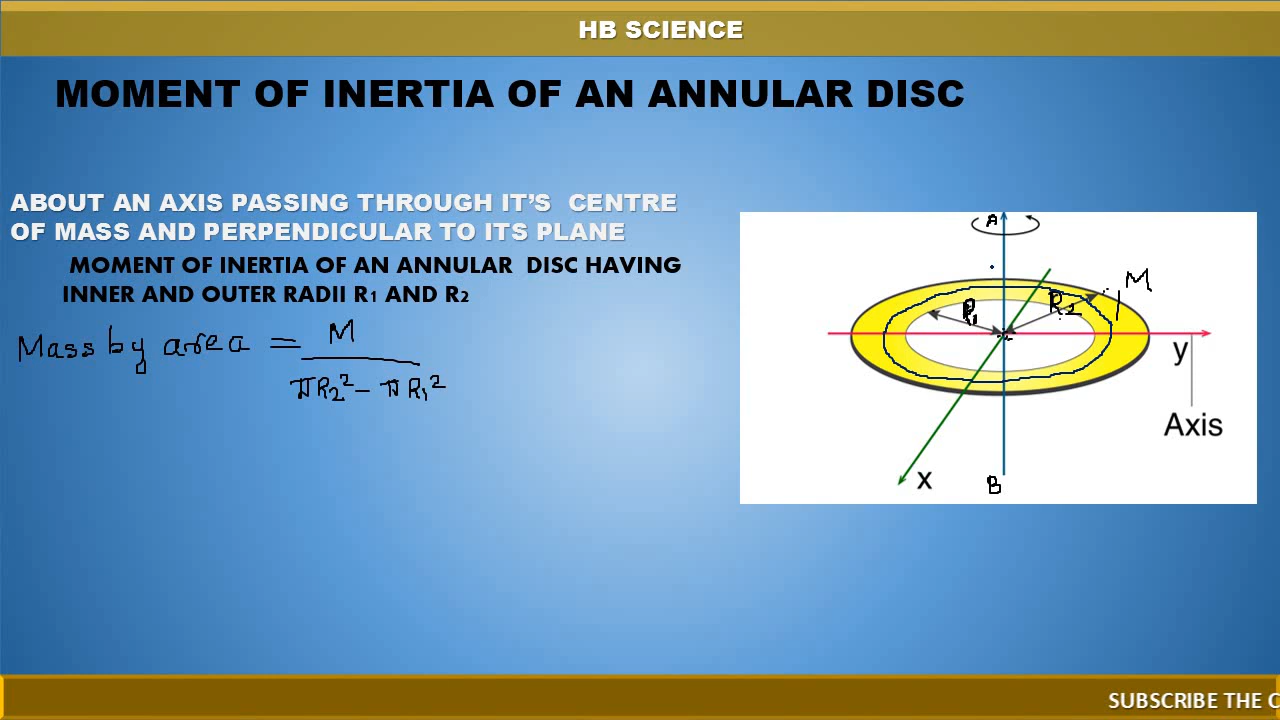 HB SCIENCE
MOMENT OF INERTIA OF AN ANNULAR DISC
ABOUT AN AXIS PASSING THROUGH IT’S CENTRE
OF MASS AND PERPENDICULAR TO ITS PLANE
MOMENT OF INERTIA OF AN ANNULAR DISC HAVING
INNER AND OUTER RADII R₁ AND R₂
Mass by area = M
πR₂² - πR₁²
A
M
R₁
R₂
y
Axis
x
B
SUBSCRIBE THE C